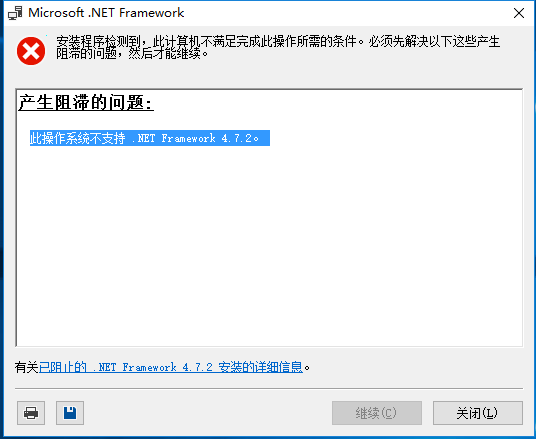 Microsoft .NET Framework
安装程序检测到，此计算机不满足完成此操作所需的条件。必须先解决以下这些产生
阻滞的问题，然后才能继续。
产生阻滞的问题:
此操作系统不支持 .NET Framework 4.7.2。
有关已阻止的 .NET Framework 4.7.2 安装的详细信息。
继续(C)
关闭(L)